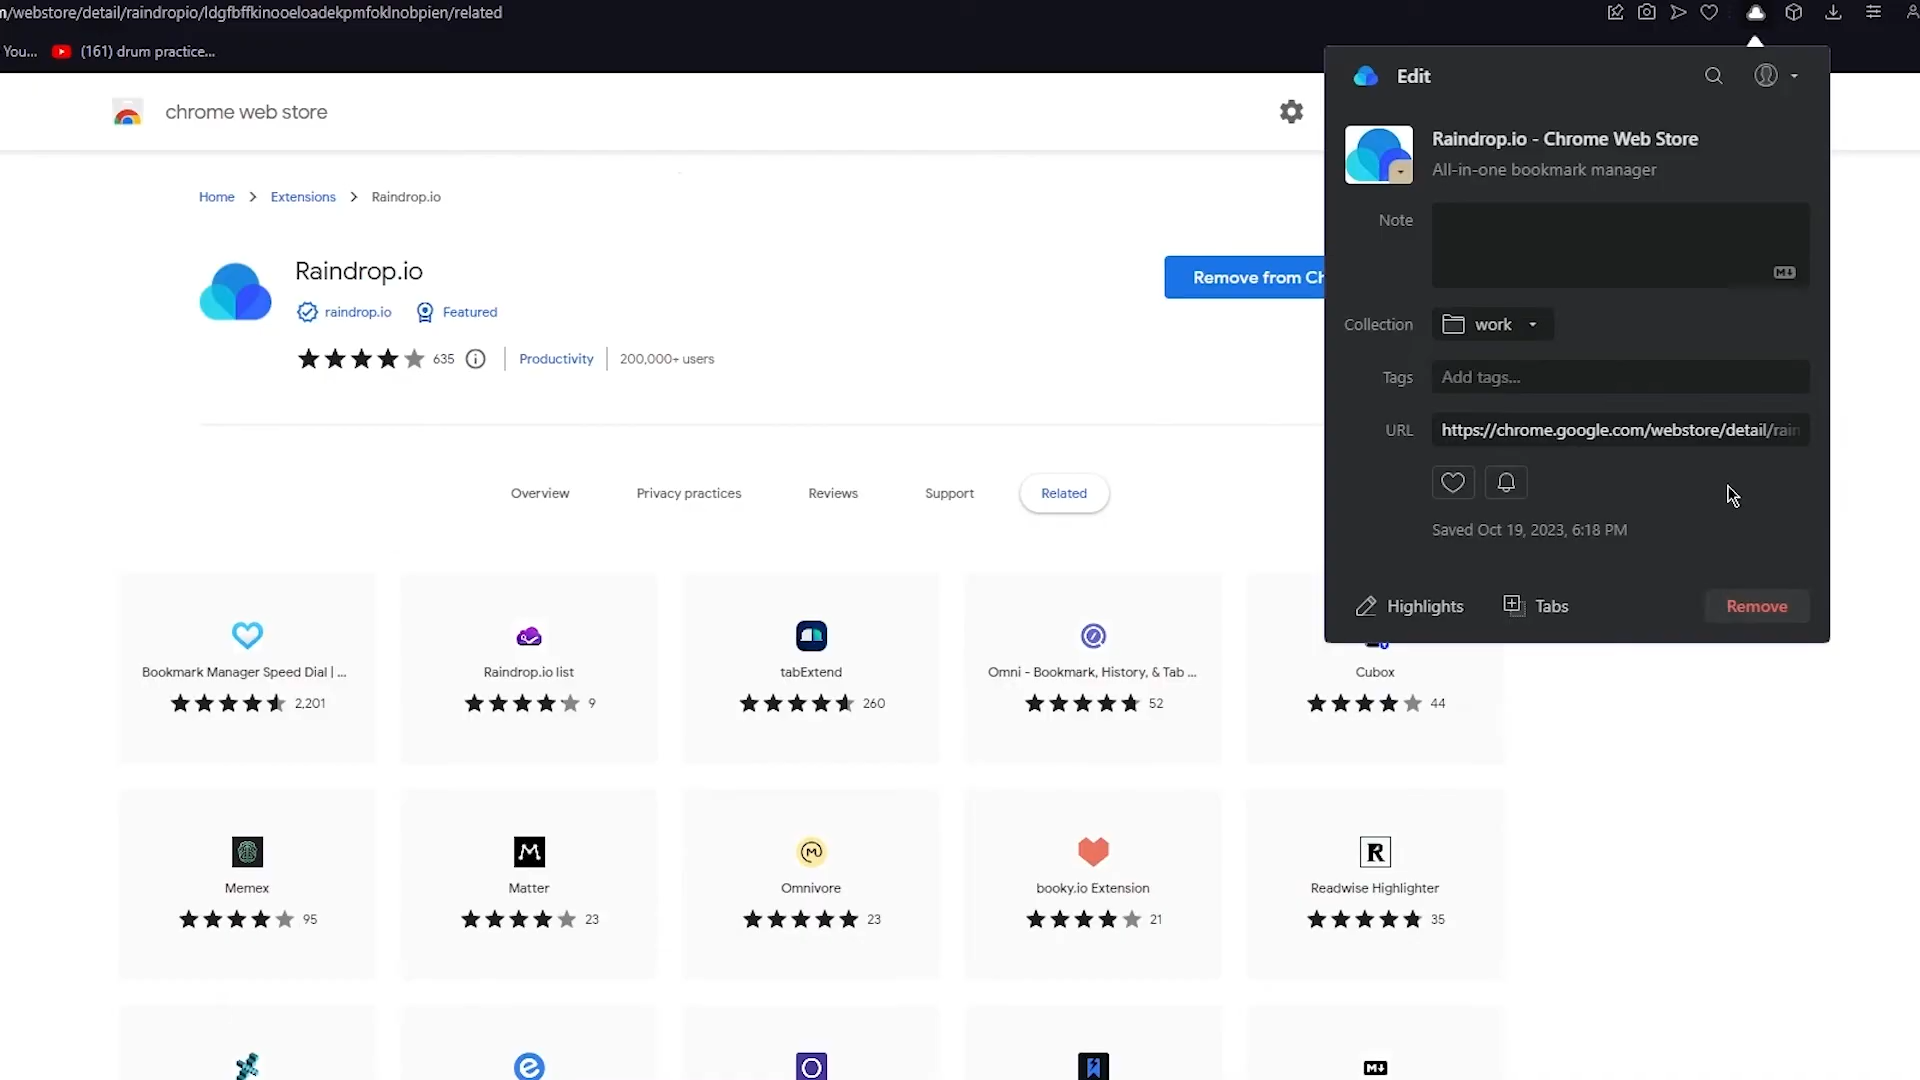 m/webstore/detail/raindropio/ldgfbffkinooeloadekpmfoklnobpien/related
You... (161) drum practice...
chrome web store
Home > Extensions > Raindrop.io
Raindrop.io
raindrop.io Featured
635 Productivity 200,000+ users
Remove from Ch
Overview Privacy practices Reviews Support Related
Bookmark Manager Speed Dial | ...
2,201
Raindrop.io list
9
tabExtend
260
Omni - Bookmark, History, & Tab ...
52
Cubox
44
Memex
95
Matter
23
Omnivore
23
booky.io Extension
21
Readwise Highlighter
35
Edit
Raindrop.io - Chrome Web Store
All-in-one bookmark manager
Note
M
Collection work
Tags Add tags...
URL https://chrome.google.com/webstore/detail/rain
Saved Oct 19, 2023, 6:18 PM
Highlights Tabs Remove